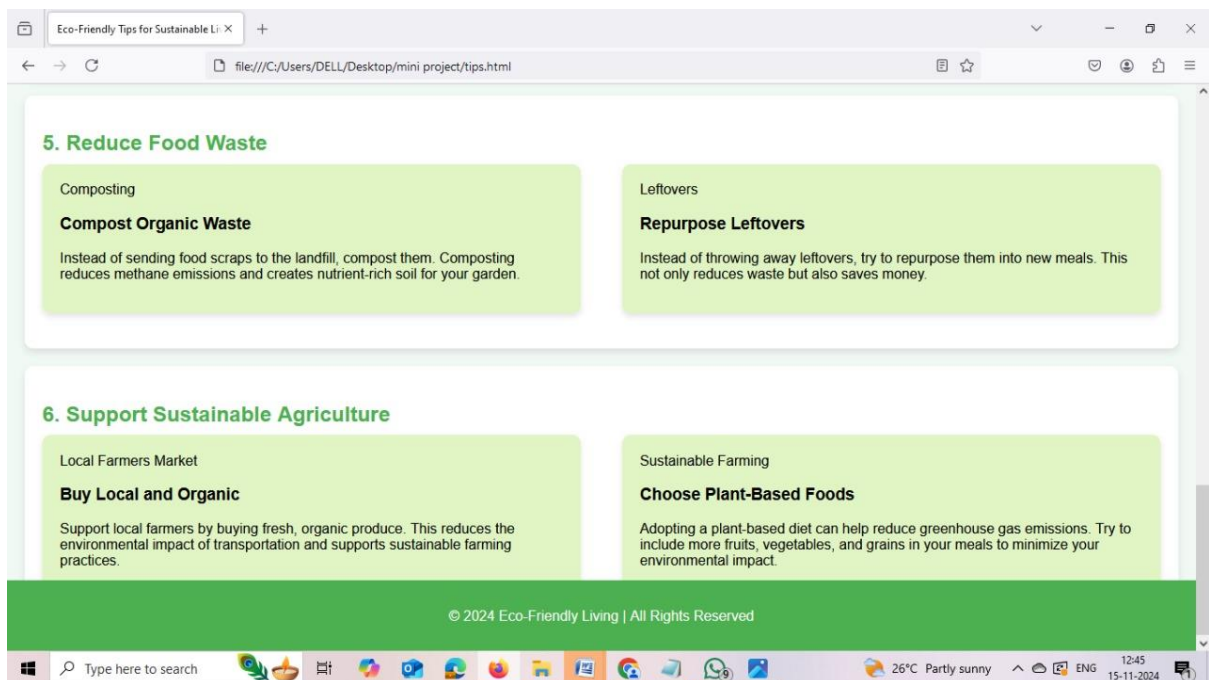 Eco-Friendly Tips for Sustainable Li
file:///C:/Users/DELL/Desktop/mini project/tips.html
5. Reduce Food Waste
Composting
Compost Organic Waste
Instead of sending food scraps to the landfill, compost them. Composting
reduces methane emissions and creates nutrient-rich soil for your garden.
Leftovers
Repurpose Leftovers
Instead of throwing away leftovers, try to repurpose them into new meals. This
not only reduces waste but also saves money.
6. Support Sustainable Agriculture
Local Farmers Market
Buy Local and Organic
Support local farmers by buying fresh, organic produce. This reduces the
environmental impact of transportation and supports sustainable farming
practices.
Sustainable Farming
Choose Plant-Based Foods
Adopting a plant-based diet can help reduce greenhouse gas emissions. Try to
include more fruits, vegetables, and grains in your meals to minimize your
environmental impact.
© 2024 Eco-Friendly Living | All Rights Reserved
Type here to search
26°C Partly sunny
ENG
12:45
15-11-2024